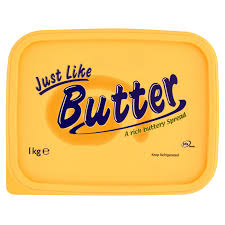 Just Like
Butter
A rich buttery Spread
1kg e
Keep Refrigerated